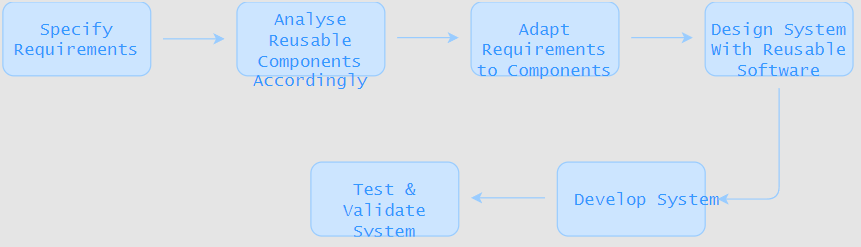 Specify
Requirements
Analyse
Reusable
Components
Accordingly
Adapt
Requirements
to Components
Design System
With Reusable
Software
Test &
Validate
System
Develop System